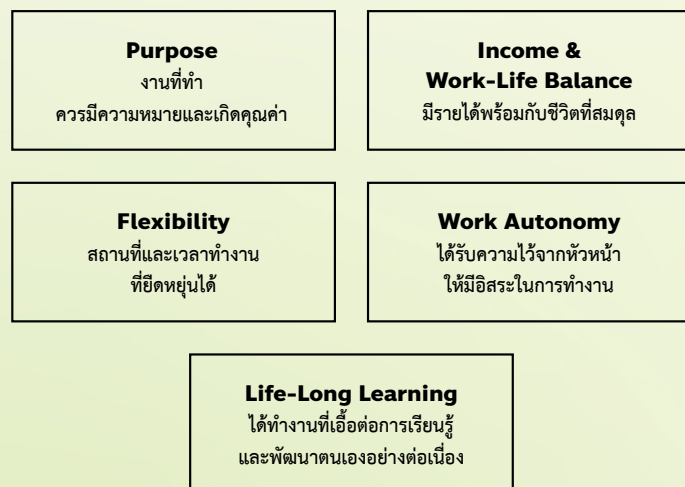 Purpose
งานที่ทำ
ควรมีความหมายและเกิดคุณค่า
Income &
Work-Life Balance
มีรายได้พร้อมกับชีวิตที่สมดุล
Flexibility
สถานที่และเวลาทำงาน
ที่ยืดหยุ่นได้
Work Autonomy
ได้รับความไว้จากหัวหน้า
ให้มีอิสระในการทำงาน
Life-Long Learning
ได้ทำงานที่เอื้อต่อการเรียนรู้
และพัฒนาตนเองอย่างต่อเนื่อง